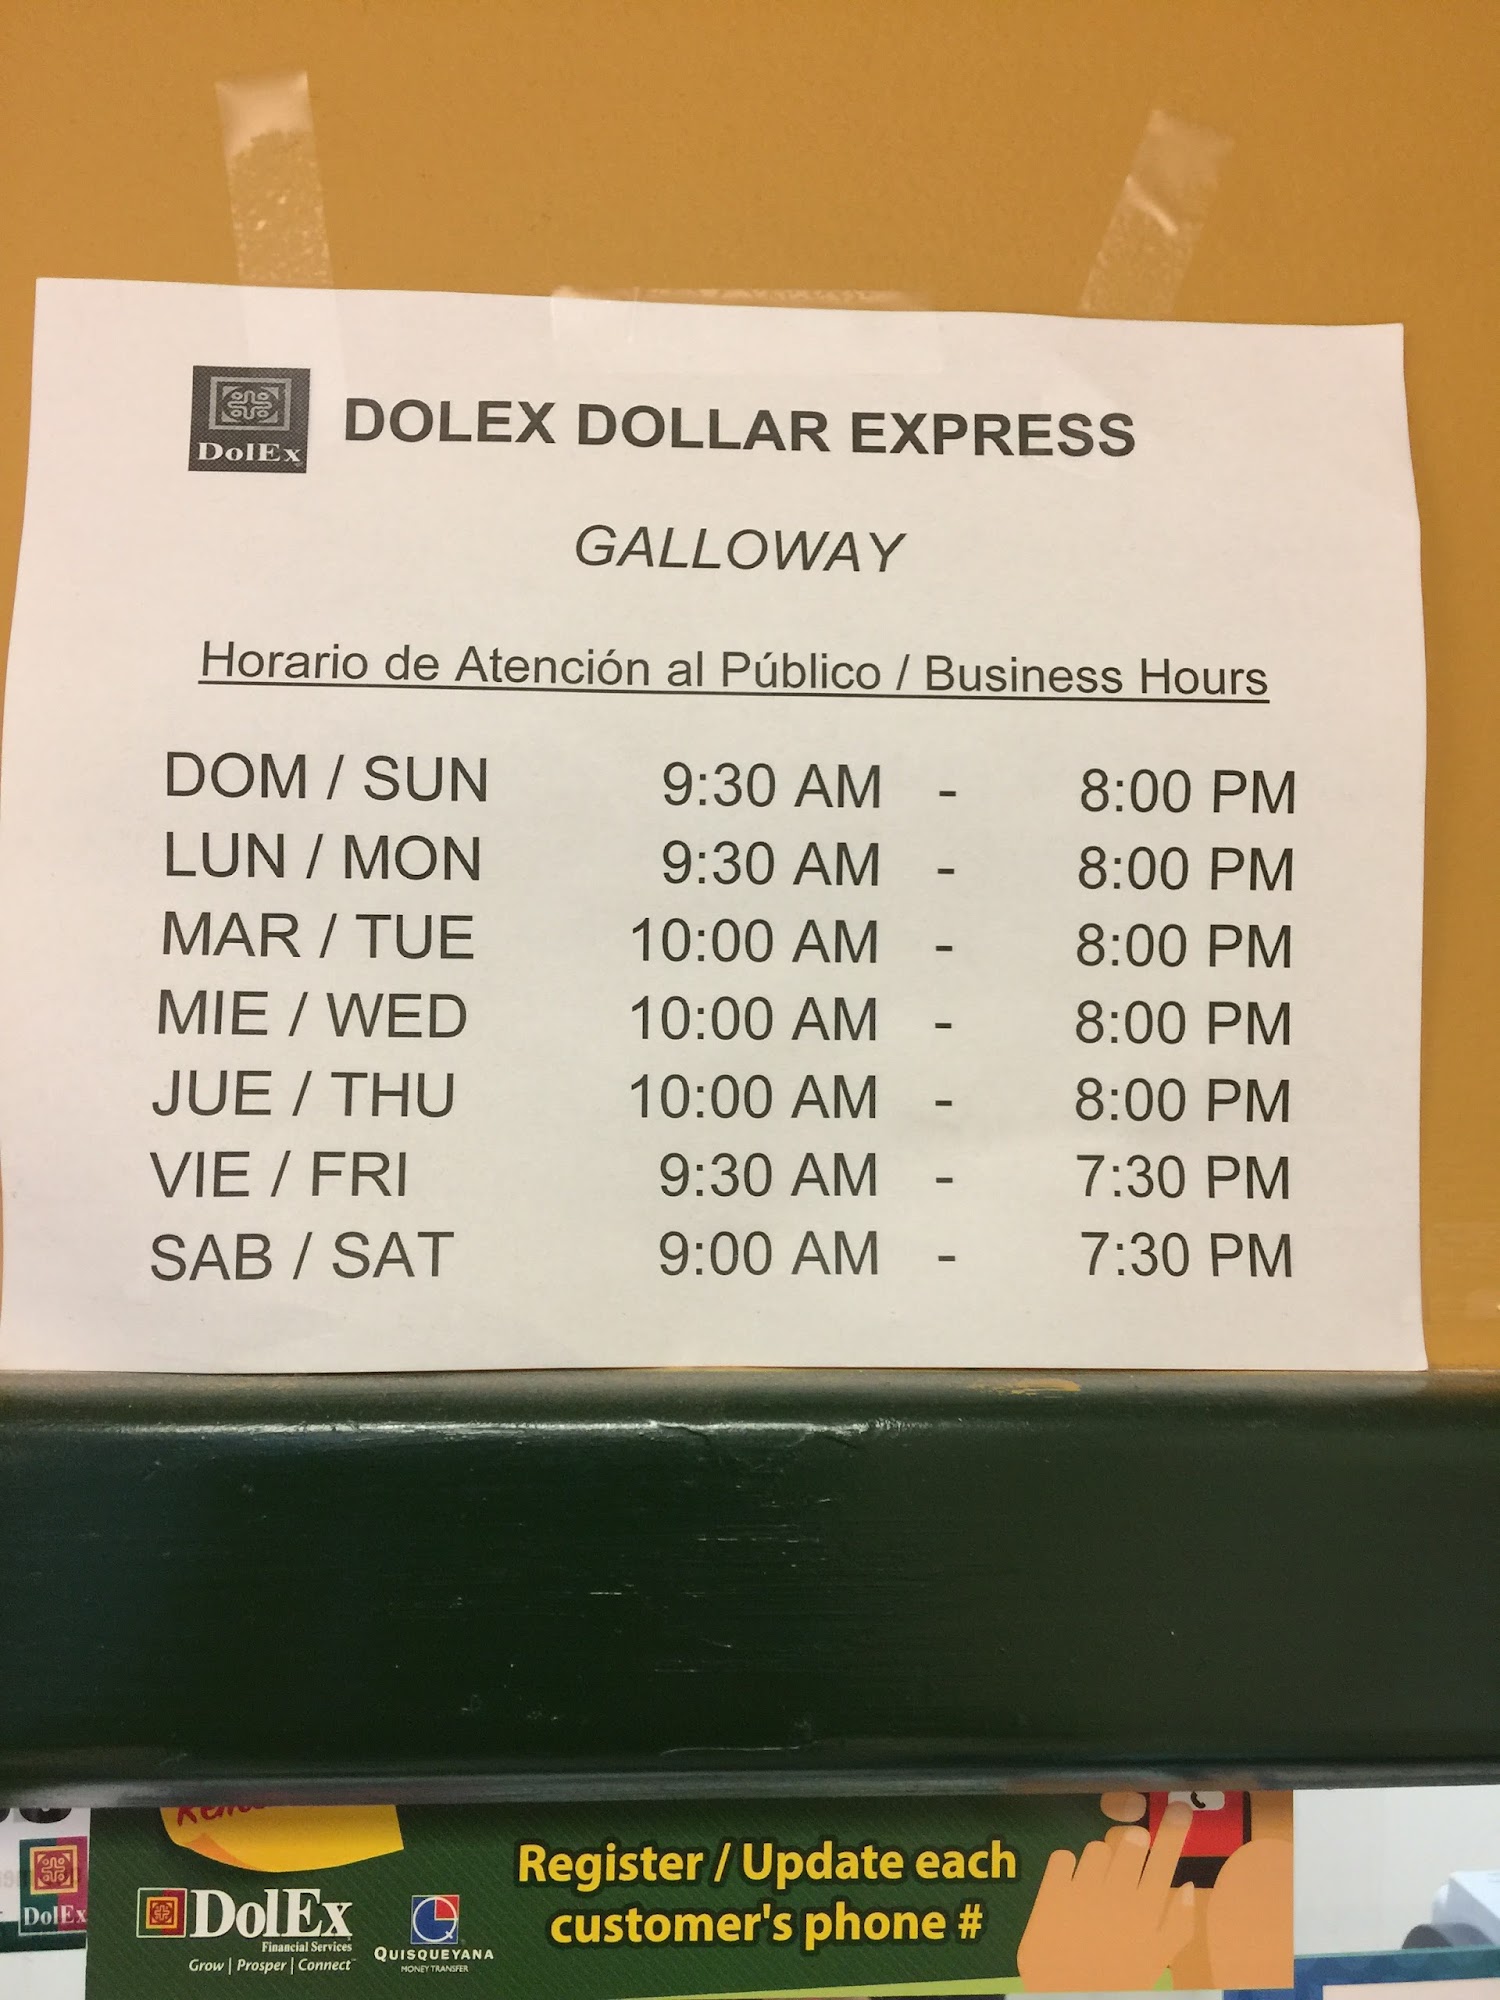 DolEx DOLEX DOLLAR EXPRESS
GALLOWAY
Horario de Atención al Público / Business Hours
DOM / SUN 9:30 AM - 8:00 PM
LUN / MON 9:30 AM - 8:00 PM
MAR / TUE 10:00 AM - 8:00 PM
MIE / WED 10:00 AM - 8:00 PM
JUE / THU 10:00 AM - 8:00 PM
VIE / FRI 9:30 AM - 7:30 PM
SAB / SAT 9:00 AM - 7:30 PM
Register / Update each
customer's phone #
DolEx
DolEx
Financial Services
Grow | Prosper | Connect
QUISQUEYANA
MONEY TRANSFER